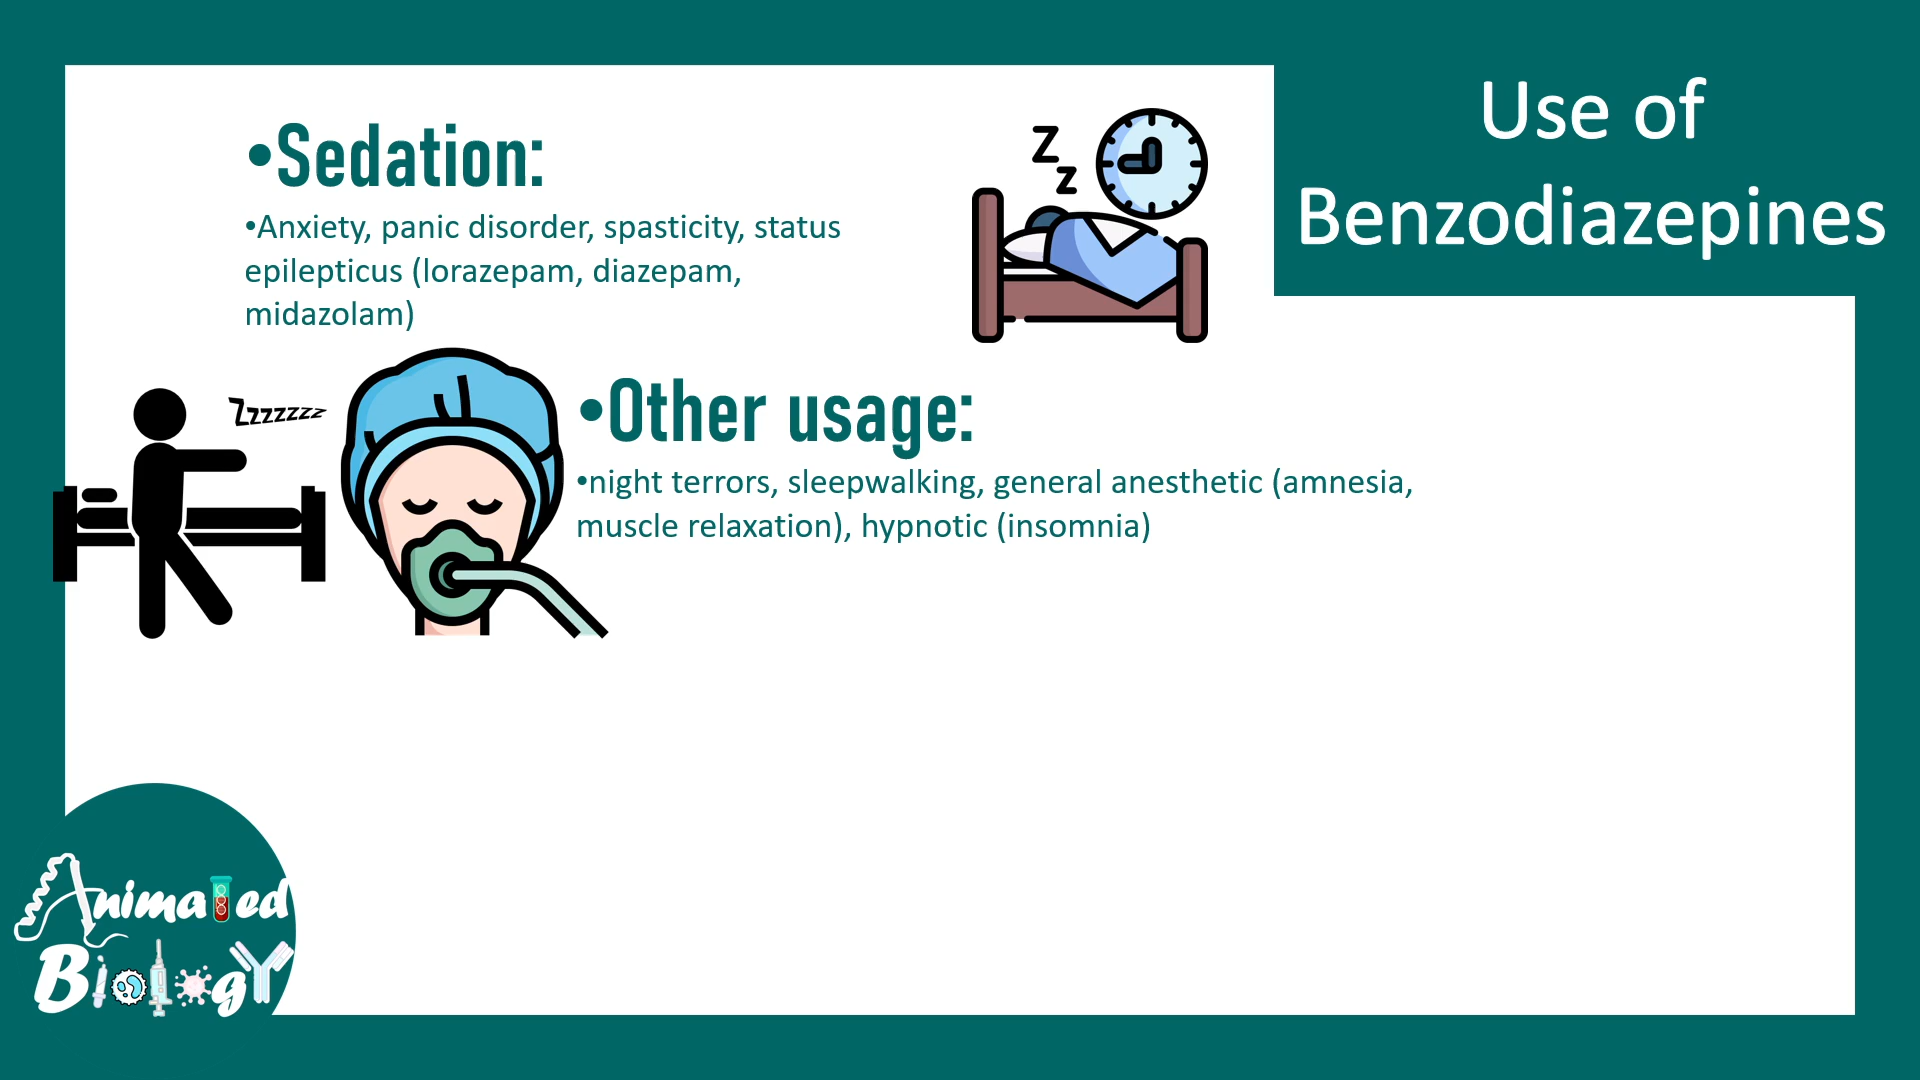 Use of
Benzodiazepines
•Sedation:
•Anxiety, panic disorder, spasticity, status
epilepticus (lorazepam, diazepam,
midazolam)
Z
z
Zzzzzzz
•Other usage:
•night terrors, sleepwalking, general anesthetic (amnesia,
muscle relaxation), hypnotic (insomnia)
Animated
BiologY